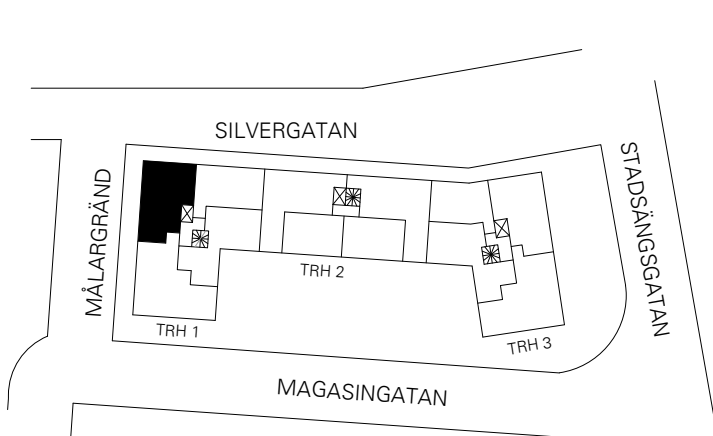 SILVERGATAN
STADSÄNGSGATAN
MÅLARGRÄND
TRH 2
TRH 1
TRH 3
MAGASINGATAN